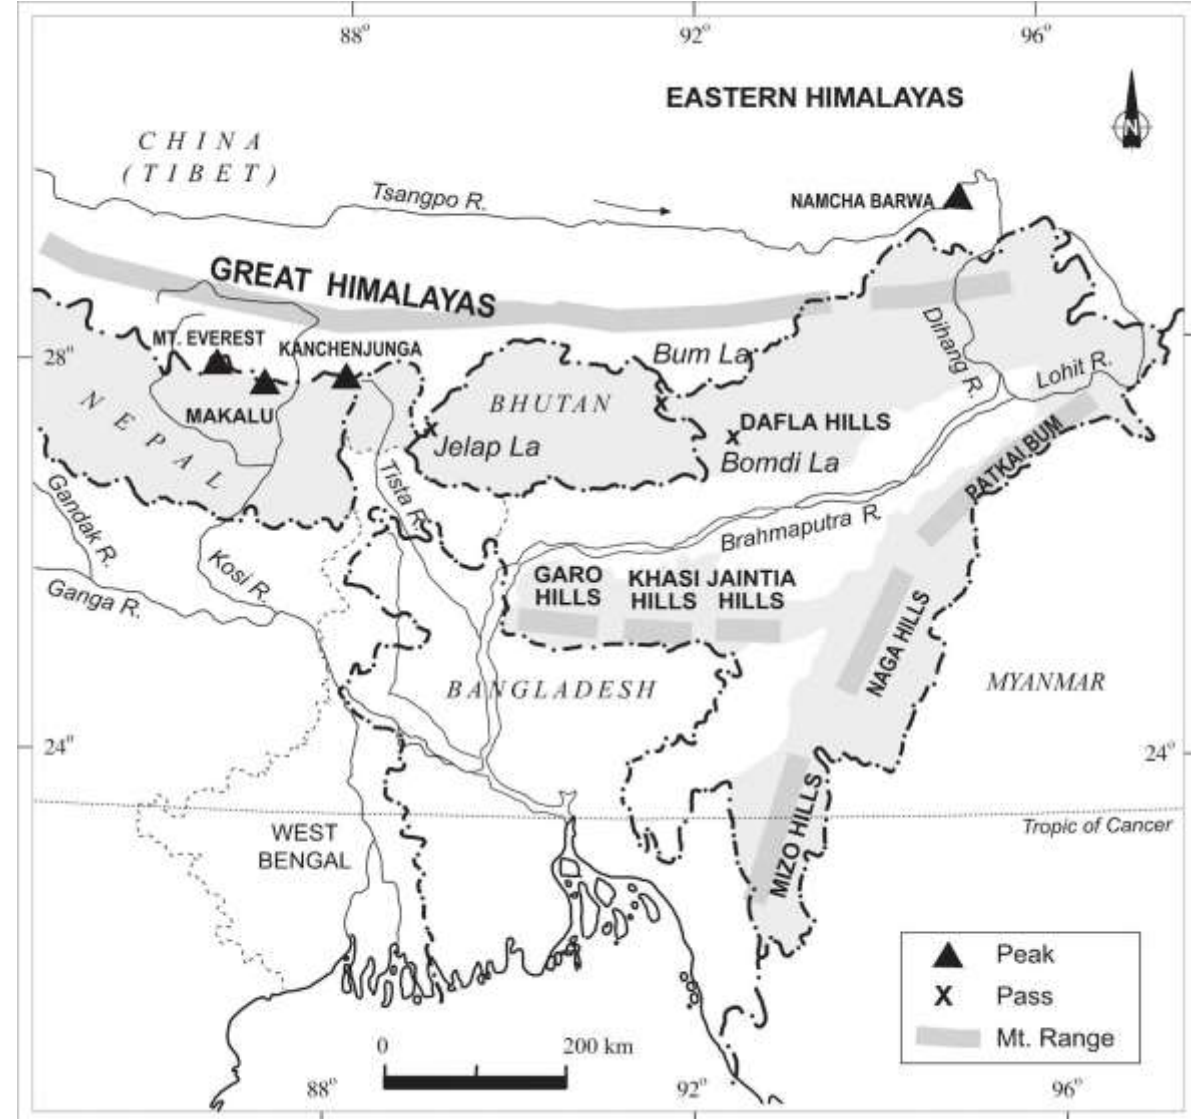 88°
92°
96°
EASTERN HIMALAYAS
N
CHINA
(TIBET)
Tsangpo R.
NAMCHA BARWA
GREAT HIMALAYAS
MT. EVEREST
KANCHENJUNGA
Bum La
Dihang R.
28°
Lohit R.
MAKALU
BHUTAN
DAFLA HILLS
NEPAL
Jelap La
Bomdi La
PATKAI BUM
Tista R.
Gandak R.
Brahmaputra R.
Kosi R.
Ganga R.
GARO
HILLS
KHASI
HILLS
JAINTIA
HILLS
NAGA HILLS
BANGLADESH
MYANMAR
24°
24°
Tropic of Cancer
WEST
BENGAL
MIZO HILLS
Peak
X Pass
Mt. Range
0
200 km
88°
92°
96°